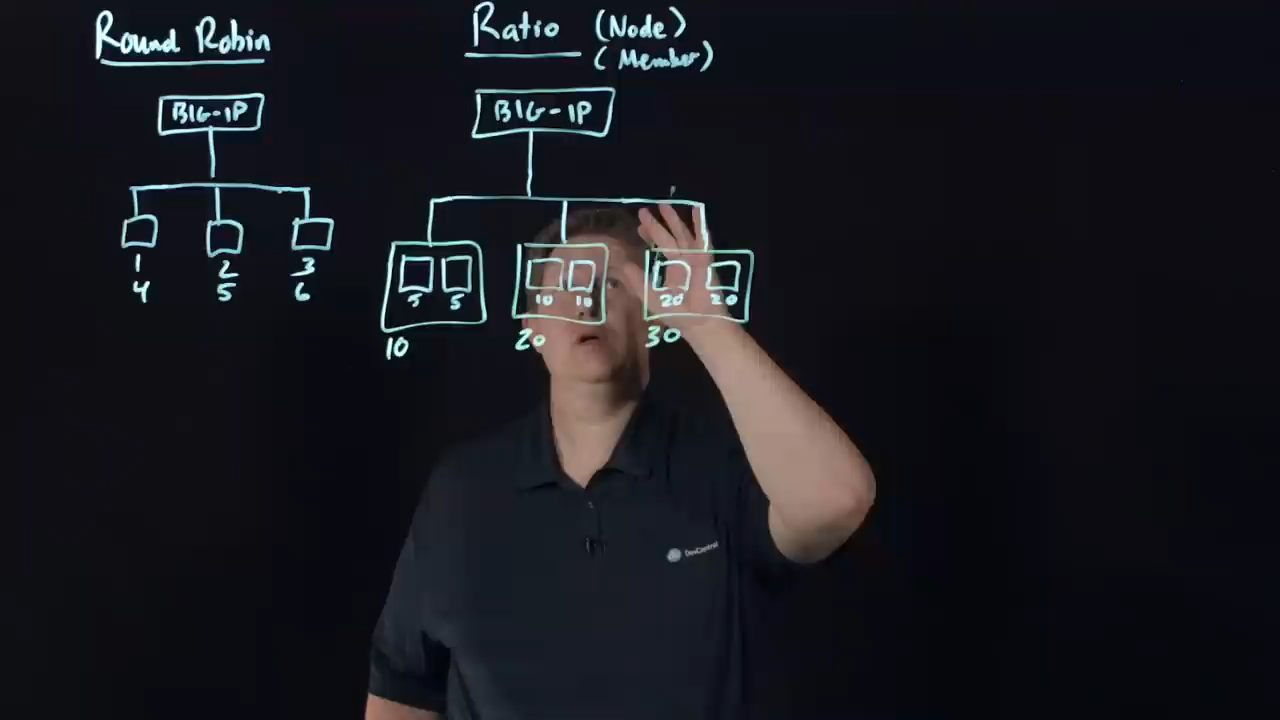 Round Robin
BIG-IP
1 2 3
4 5 6
Ratio (Node)
(Member)
BIG-IP
5 5 10 10 20 20
10 20 30
DevCentral